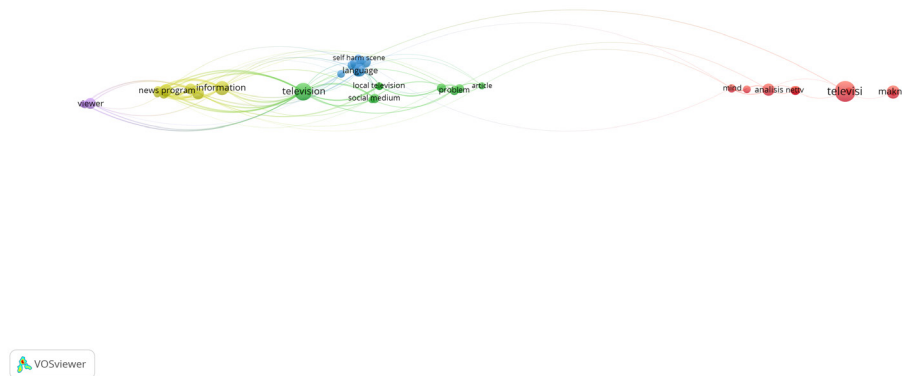 self harm scene
language
news program
information
television
local television
problem
article
viewer
social medium
mind
analisis
televisi
makn
VOSviewer